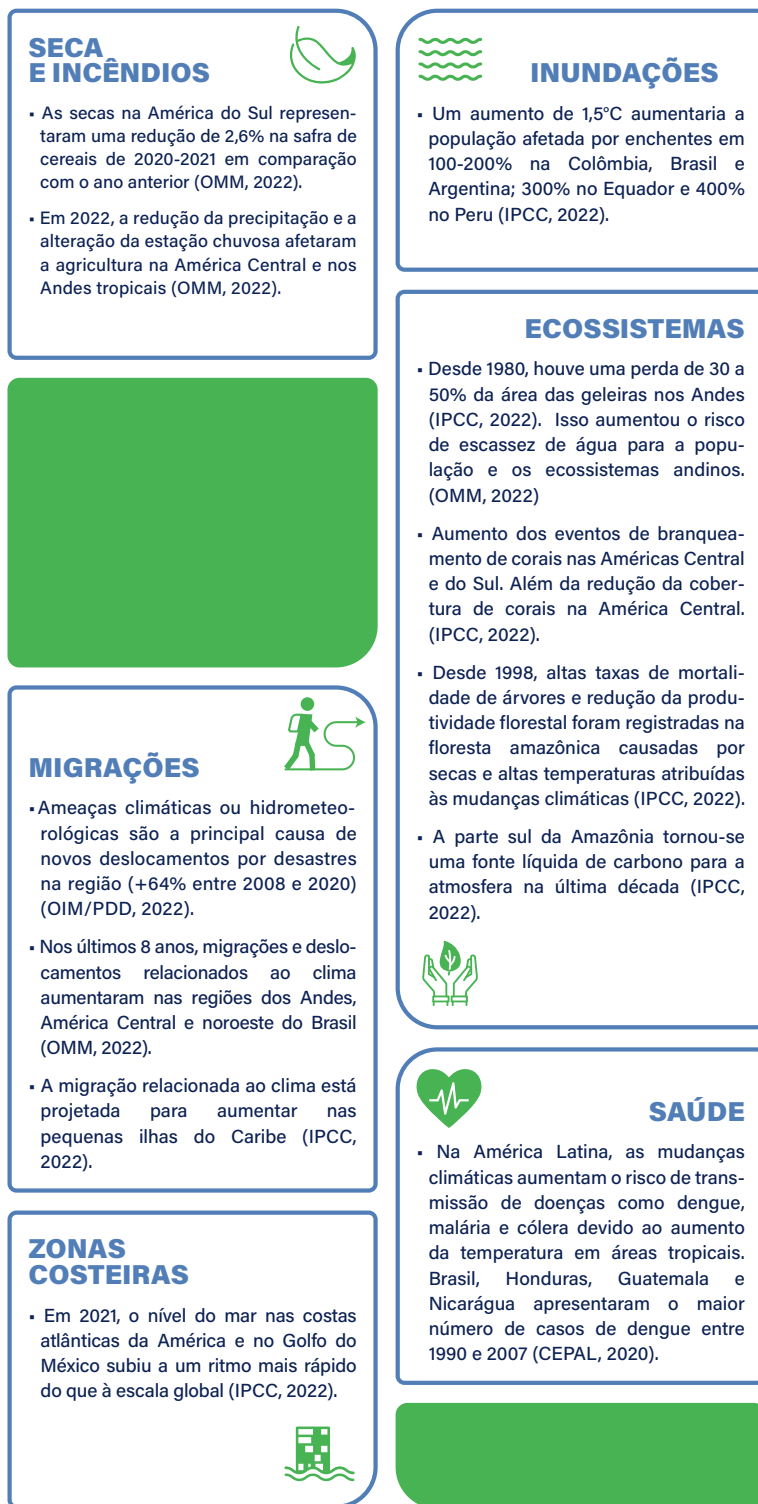 SECA
E INCÊNDIOS
▪ As secas na América do Sul represen-
taram uma redução de 2,6% na safra de
cereais de 2020-2021 em comparação
com o ano anterior (OMM, 2022).
▪ Em 2022, a redução da precipitação e a
alteração da estação chuvosa afetaram
a agricultura na América Central e nos
Andes tropicais (OMM, 2022).
MIGRAÇÕES
▪ Ameaças climáticas ou hidrometeo-
rológicas são a principal causa de
novos deslocamentos por desastres
na região (+64% entre 2008 e 2020)
(OIM/PDD, 2022).
▪ Nos últimos 8 anos, migrações e deslo-
camentos relacionados ao clima
aumentaram nas regiões dos Andes,
América Central e noroeste do Brasil
(OMM, 2022).
▪ A migração relacionada ao clima está
projetada para aumentar nas
pequenas ilhas do Caribe (IPCC,
2022).
ZONAS
COSTEIRAS
▪ Em 2021, o nível do mar nas costas
atlânticas da América e no Golfo do
México subiu a um ritmo mais rápido
do que à escala global (IPCC, 2022).
INUNDAÇÕES
▪ Um aumento de 1,5°C aumentaria a
população afetada por enchentes em
100-200% na Colômbia, Brasil e
Argentina; 300% no Equador e 400%
no Peru (IPCC, 2022).
ECOSSISTEMAS
▪ Desde 1980, houve uma perda de 30 a
50% da área das geleiras nos Andes
(IPCC, 2022). Isso aumentou o risco
de escassez de água para a popu-
lação e os ecossistemas andinos.
(OMM, 2022)
▪ Aumento dos eventos de branquea-
mento de corais nas Américas Central
e do Sul. Além da redução da cober-
tura de corais na América Central.
(IPCC, 2022).
▪ Desde 1998, altas taxas de mortali-
dade de árvores e redução da produ-
tividade florestal foram registradas na
floresta amazônica causadas por
secas e altas temperaturas atribuídas
às mudanças climáticas (IPCC, 2022).
▪ A parte sul da Amazônia tornou-se
uma fonte líquida de carbono para a
atmosfera na última década (IPCC,
2022).
SAÚDE
▪ Na América Latina, as mudanças
climáticas aumentam o risco de trans-
missão de doenças como dengue,
malária e cólera devido ao aumento
da temperatura em áreas tropicais.
Brasil, Honduras, Guatemala e
Nicarágua apresentaram o maior
número de casos de dengue entre
1990 e 2007 (CEPAL, 2020).